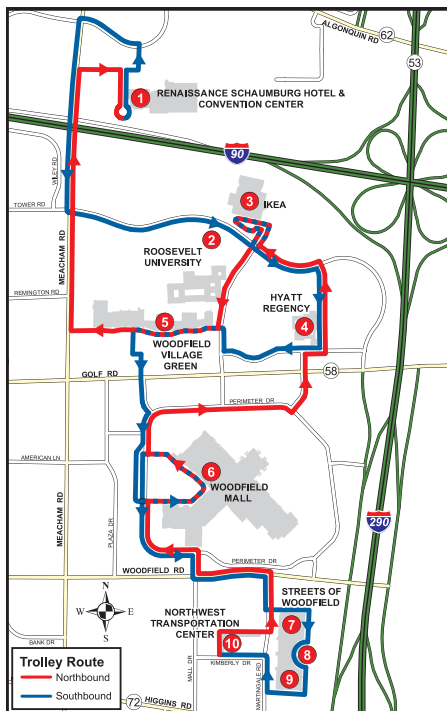 ALGONQUIN RD
62
53
1
RENAISSANCE SCHAUMBURG HOTEL &
CONVENTION CENTER
90
WILEY RD
3
IKEA
TOWER RD
2
ROOSEVELT
UNIVERSITY
MEACHAM RD
REMINGTON RD
HYATT
REGENCY
5
4
WOODFIELD
VILLAGE
GREEN
GOLF RD
58
PERIMETER DR
AMERICAN LN
6
WOODFIELD
MALL
MEACHAM RD
PLAZA DR
290
PERIMETER DR
WOODFIELD RD
N
W
E
S
STREETS OF
WOODFIELD
NORTHWEST
TRANSPORTATION
CENTER
7
BANK DR
10
8
KIMBERLY DR
MALL DR
MARTINGALE RD
9
Trolley Route
Northbound
Southbound
72
HIGGINS RD